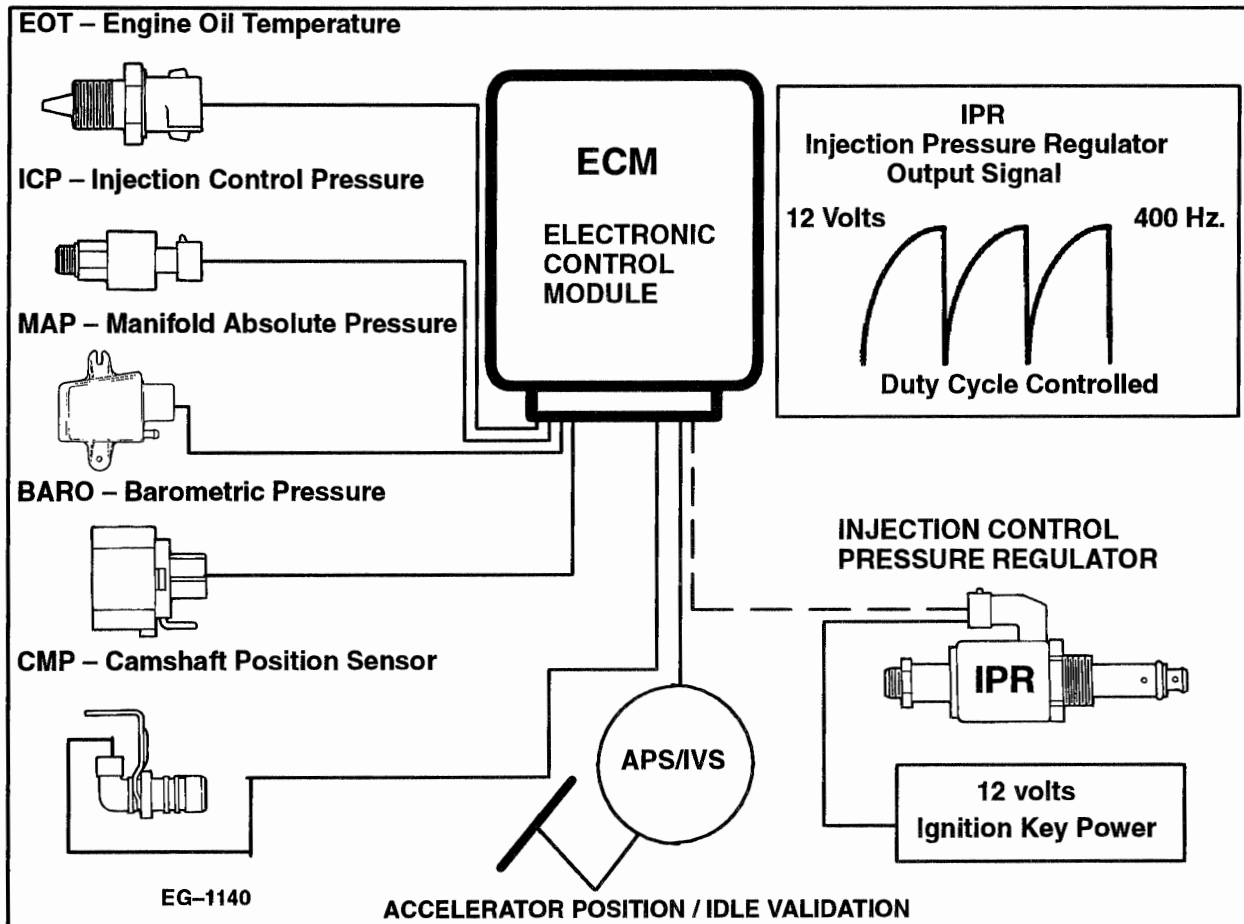 EOT – Engine Oil Temperature
ICP – Injection Control Pressure
MAP – Manifold Absolute Pressure
BARO – Barometric Pressure
CMP – Camshaft Position Sensor
EG–1140
ECM
ELECTRONIC
CONTROL
MODULE
APS/IVS
ACCELERATOR POSITION / IDLE VALIDATION
IPR
Injection Pressure Regulator
Output Signal
12 Volts
400 Hz.
Duty Cycle Controlled
INJECTION CONTROL
PRESSURE REGULATOR
IPR
12 volts
Ignition Key Power